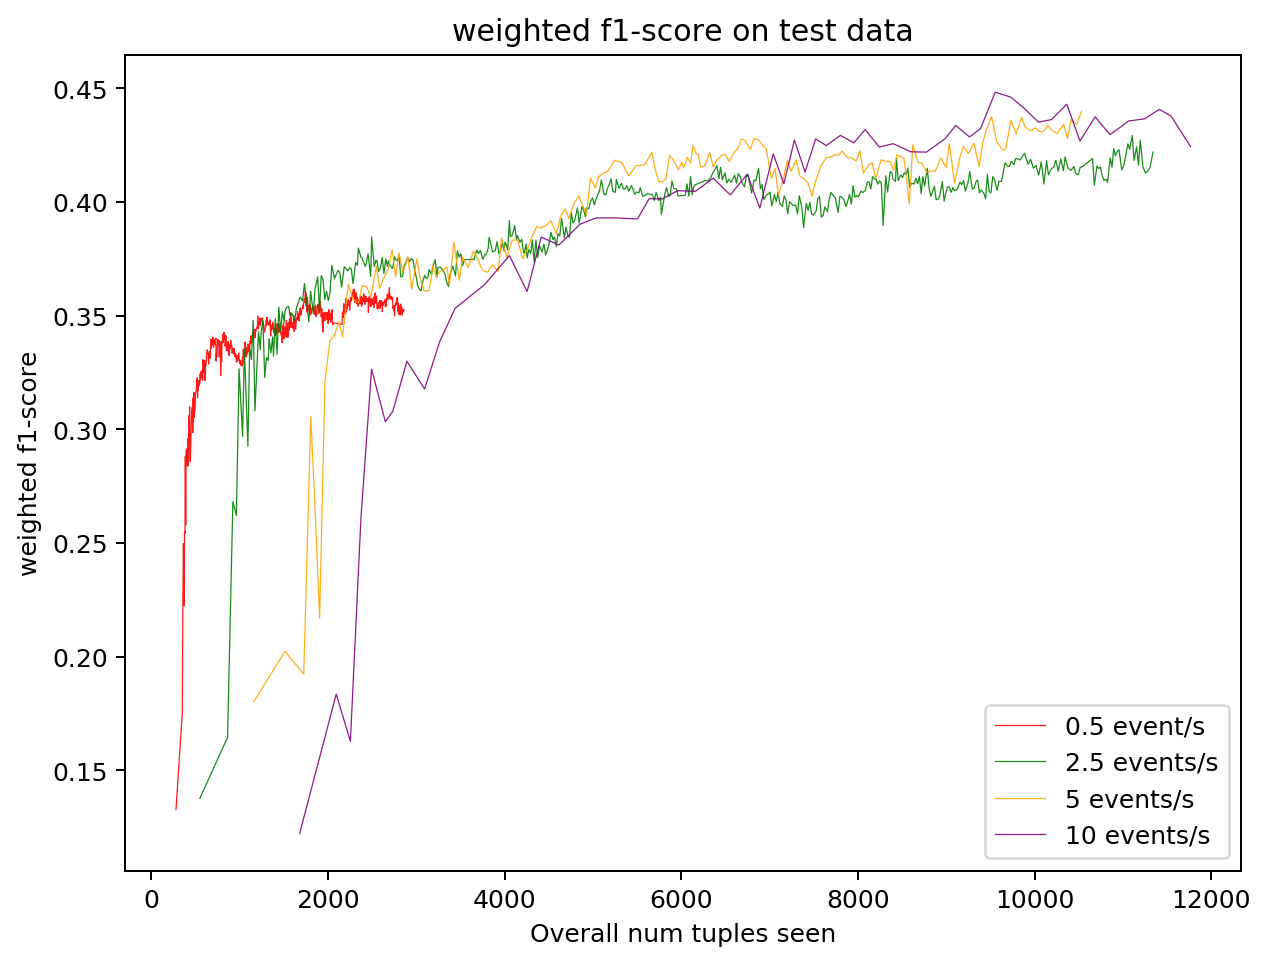 weighted f1-score on test data
weighted f1-score
0.45
0.40
0.35
0.30
0.25
0.20
0.15
0 2000 4000 6000 8000 10000 12000
Overall num tuples seen
0.5 event/s
2.5 events/s
5 events/s
10 events/s